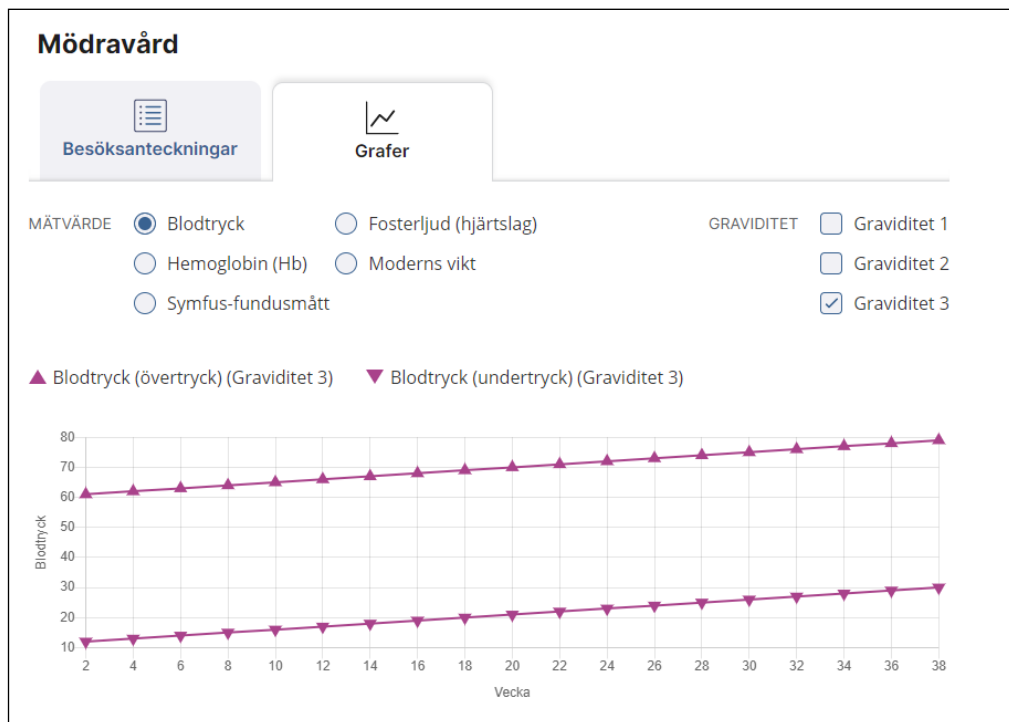 Mödravård
Besöksanteckningar
Grafer
MÄTVÄRDE
Blodtryck
Fosterljud (hjärtslag)
Hemoglobin (Hb)
Moderns vikt
Symfus-fundusmått
GRAVIDITET
Graviditet 1
Graviditet 2
Graviditet 3
Blodtryck (övertryck) (Graviditet 3)
Blodtryck (undertryck) (Graviditet 3)
Blodtryck
80
70
60
50
40
30
20
10
2 4 6 8 10 12 14 16 18 20 22 24 26 28 30 32 34 36 38
Vecka